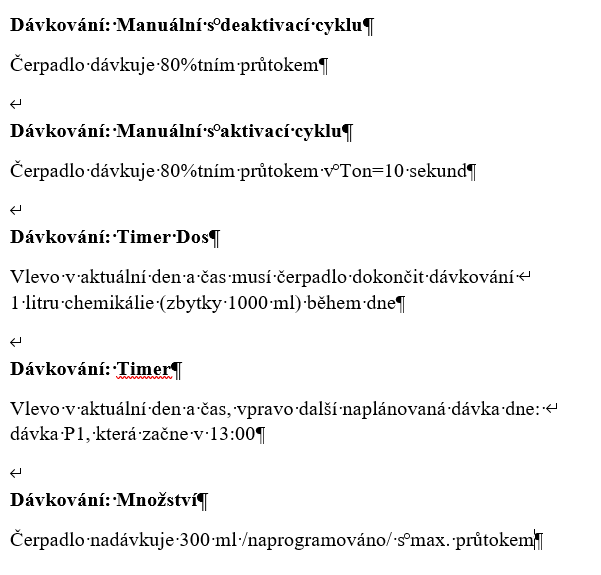 Dávkování: Manuální s deaktivací cyklu
Čerpadlo dávkuje 80%tním průtokem
Dávkování: Manuální s aktivací cyklu
Čerpadlo dávkuje 80%tním průtokem v Ton=10 sekund
Dávkování: Timer Dos
Vlevo v aktuální den a čas musí čerpadlo dokončit dávkování
1 litru chemikálie (zbytky 1000 ml) během dne
Dávkování: Timer
Vlevo v aktuální den a čas, vpravo další naplánovaná dávka dne:
dávka P1, která začne v 13:00
Dávkování: Množství
Čerpadlo nadávkuje 300 ml /naprogramováno/ s max. průtokem